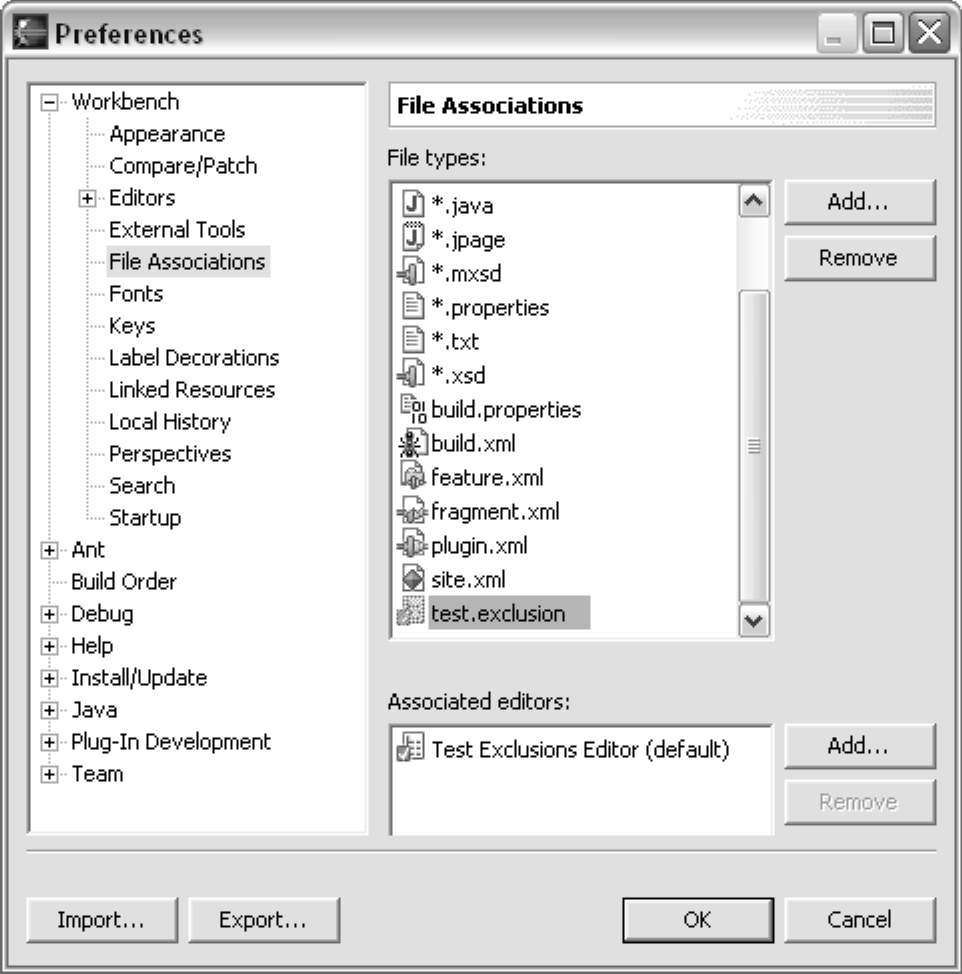 Preferences
Workbench
Appearance
Compare/Patch
Editors
External Tools
File Associations
Fonts
Keys
Label Decorations
Linked Resources
Local History
Perspectives
Search
Startup
Ant
Build Order
Debug
Help
Install/Update
Java
Plug-In Development
Team
File Associations
File types:
*.java
*.jpage
*.mxsd
*.properties
*.txt
*.xsd
build.properties
build.xml
feature.xml
fragment.xml
plugin.xml
site.xml
test.exclusion
Add...
Remove
Associated editors:
Test Exclusions Editor (default)
Add...
Remove
Import...
Export...
OK
Cancel